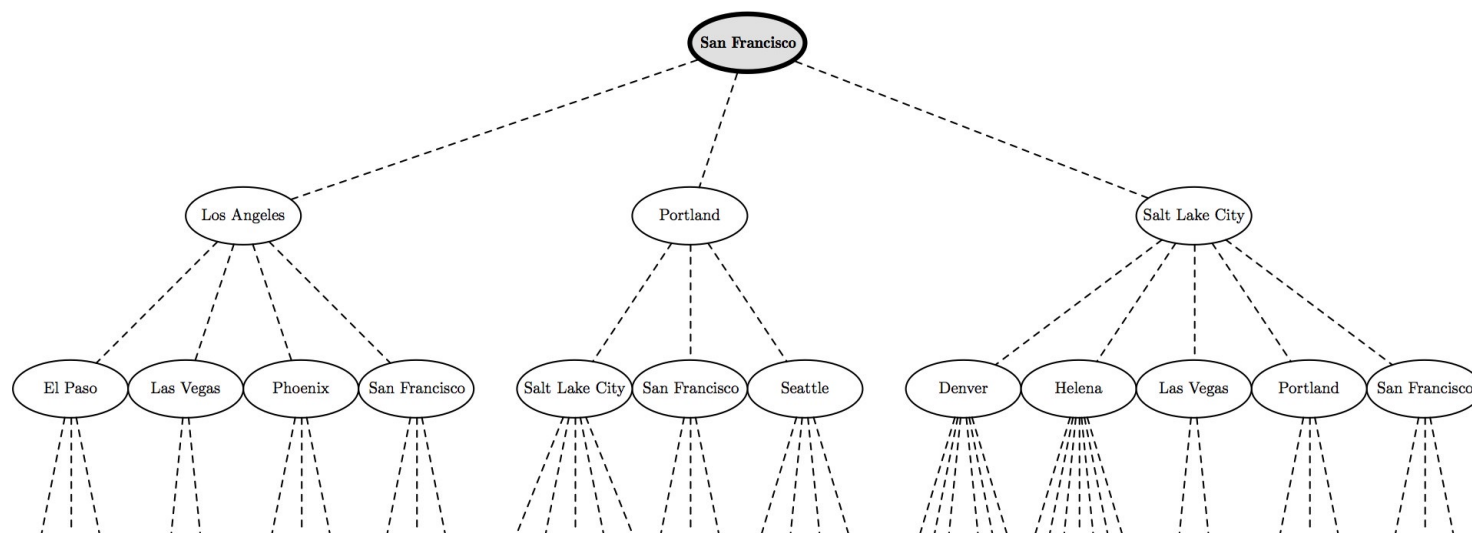 San Francisco
Los Angeles
Portland
Salt Lake City
El Paso
Las Vegas
Phoenix
San Francisco
Salt Lake City
San Francisco
Seattle
Denver
Helena
Las Vegas
Portland
San Francisco